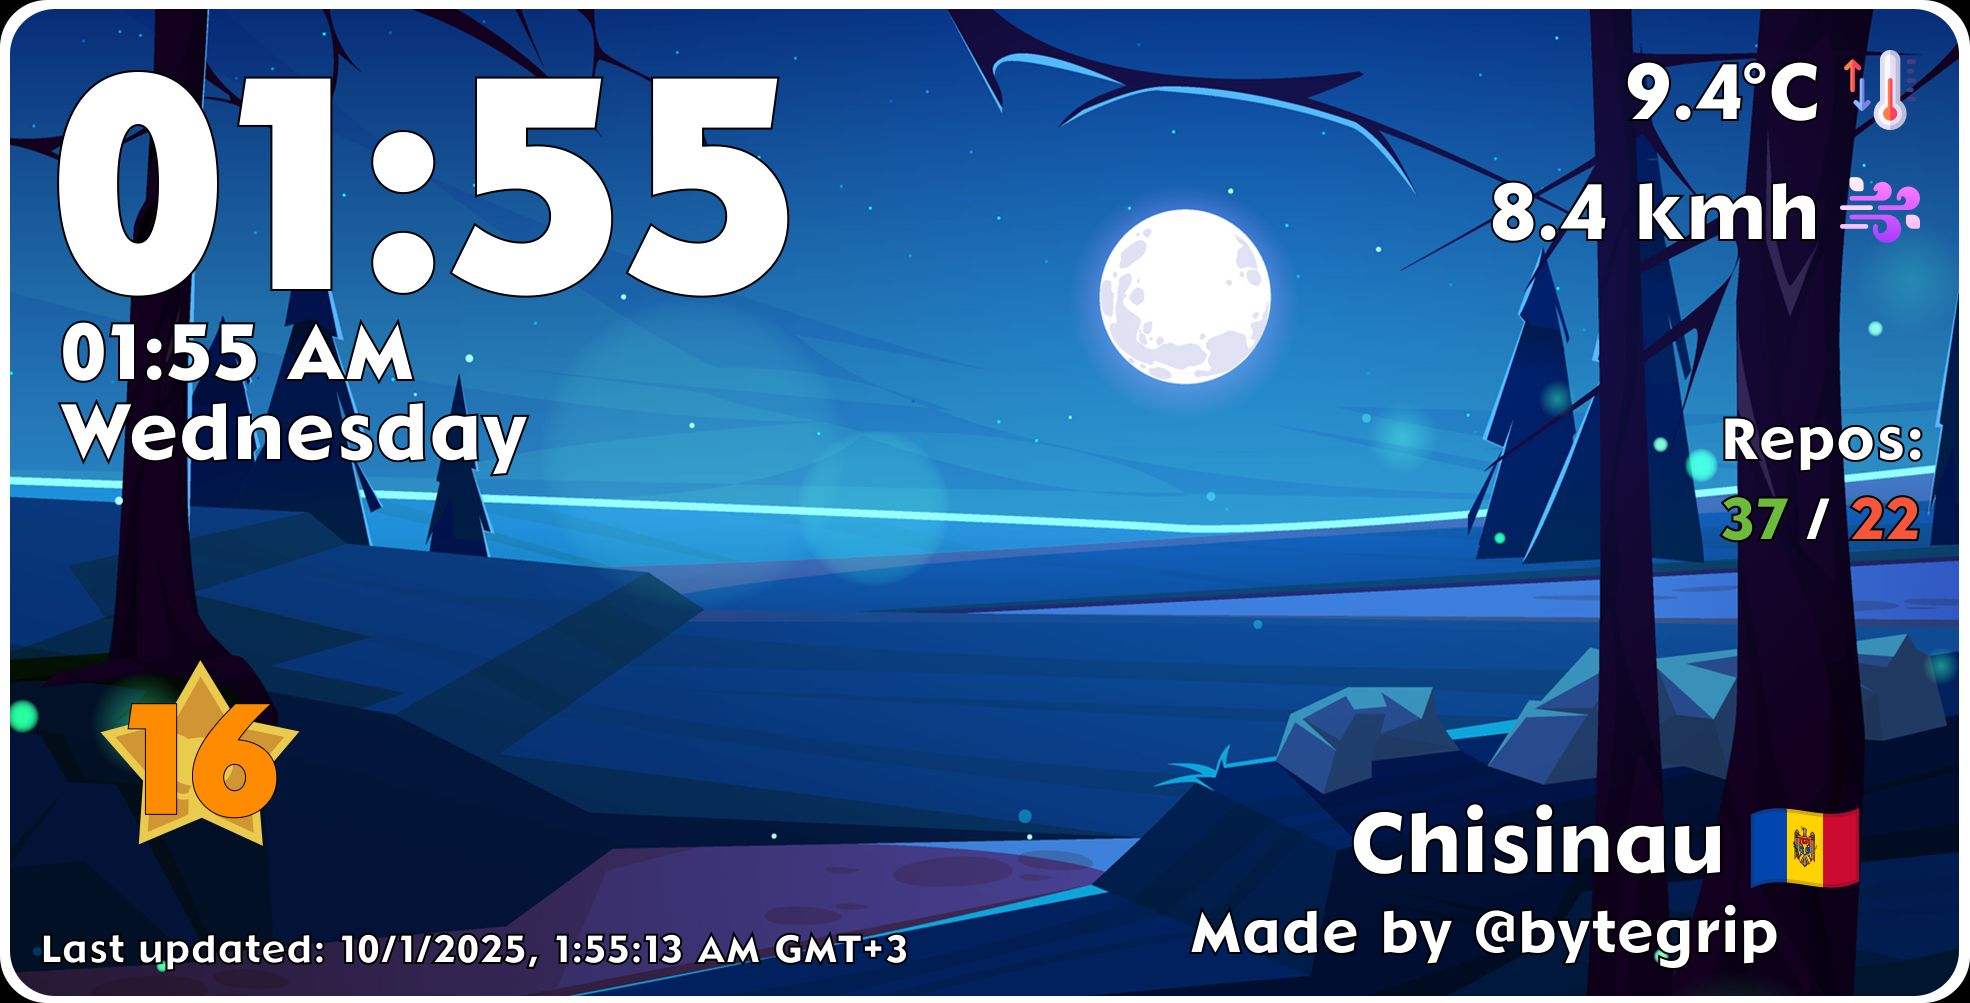 01:55
01:55 AM
Wednesday
9.4°C
8.4 kmh
Repos:
37 / 22
16
Chisinau
Made by @bytegrip
Last updated: 10/1/2025, 1:55:13 AM GMT+3